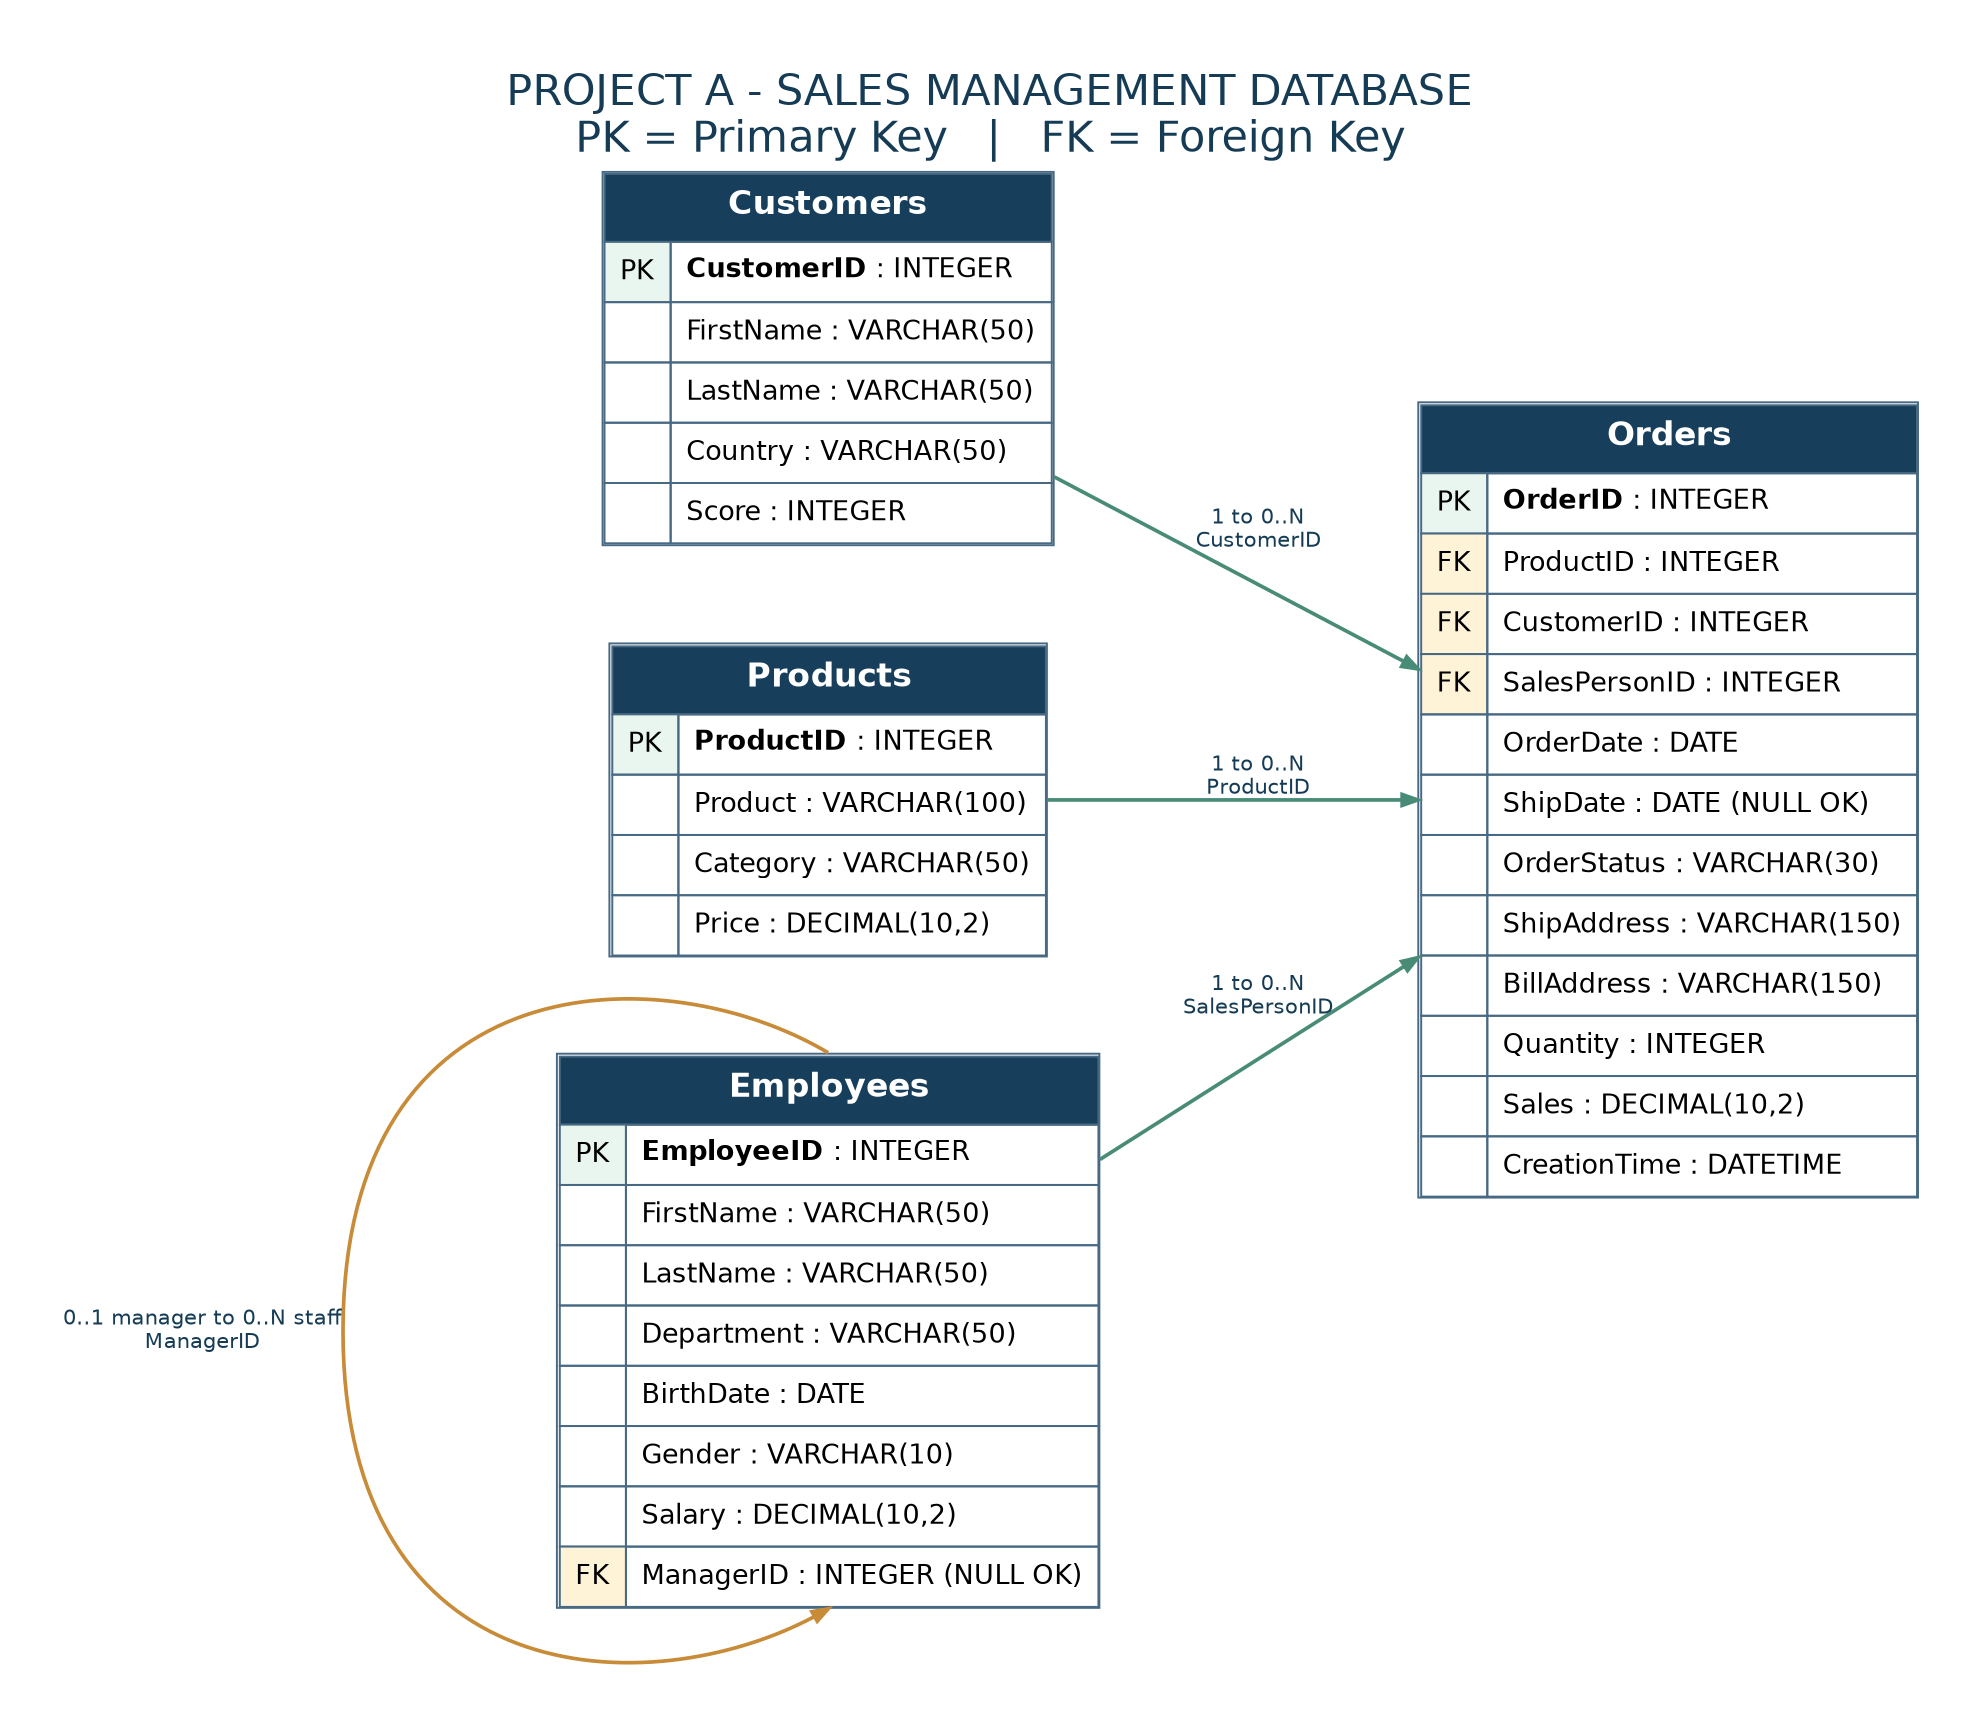 PROJECT A - SALES MANAGEMENT DATABASE
PK = Primary Key | FK = Foreign Key
Customers
PK CustomerID : INTEGER
FirstName : VARCHAR(50)
LastName : VARCHAR(50)
Country : VARCHAR(50)
Score : INTEGER
1 to 0..N
CustomerID
Products
PK ProductID : INTEGER
Product : VARCHAR(100)
Category : VARCHAR(50)
Price : DECIMAL(10,2)
1 to 0..N
ProductID
Employees
PK EmployeeID : INTEGER
FirstName : VARCHAR(50)
LastName : VARCHAR(50)
Department : VARCHAR(50)
BirthDate : DATE
Gender : VARCHAR(10)
Salary : DECIMAL(10,2)
FK ManagerID : INTEGER (NULL OK)
0..1 manager to 0..N staff
ManagerID
1 to 0..N
SalesPersonID
Orders
PK OrderID : INTEGER
FK ProductID : INTEGER
FK CustomerID : INTEGER
FK SalesPersonID : INTEGER
OrderDate : DATE
ShipDate : DATE (NULL OK)
OrderStatus : VARCHAR(30)
ShipAddress : VARCHAR(150)
BillAddress : VARCHAR(150)
Quantity : INTEGER
Sales : DECIMAL(10,2)
CreationTime : DATETIME